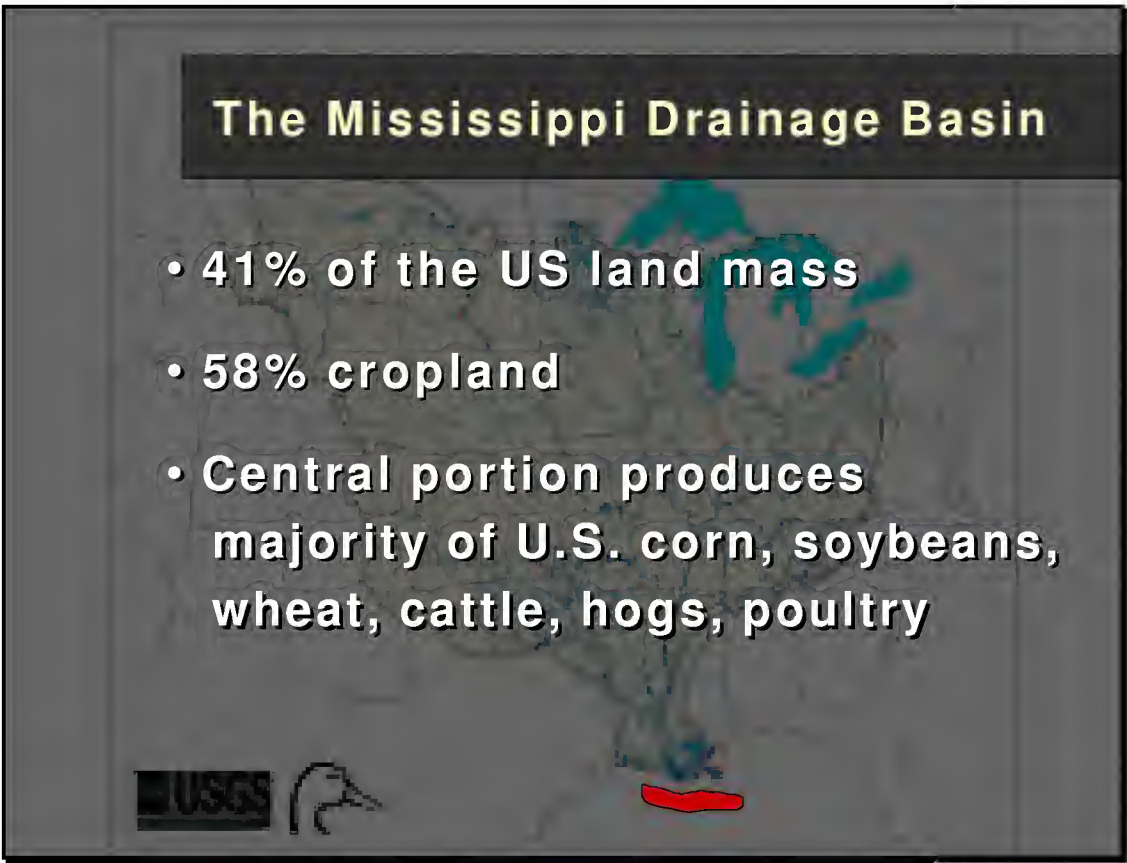 The Mississippi Drainage Basin
• 41% of the US land mass
• 58% cropland
• Central portion produces
majority of U.S. corn, soybeans,
wheat, cattle, hogs, poultry
USGS